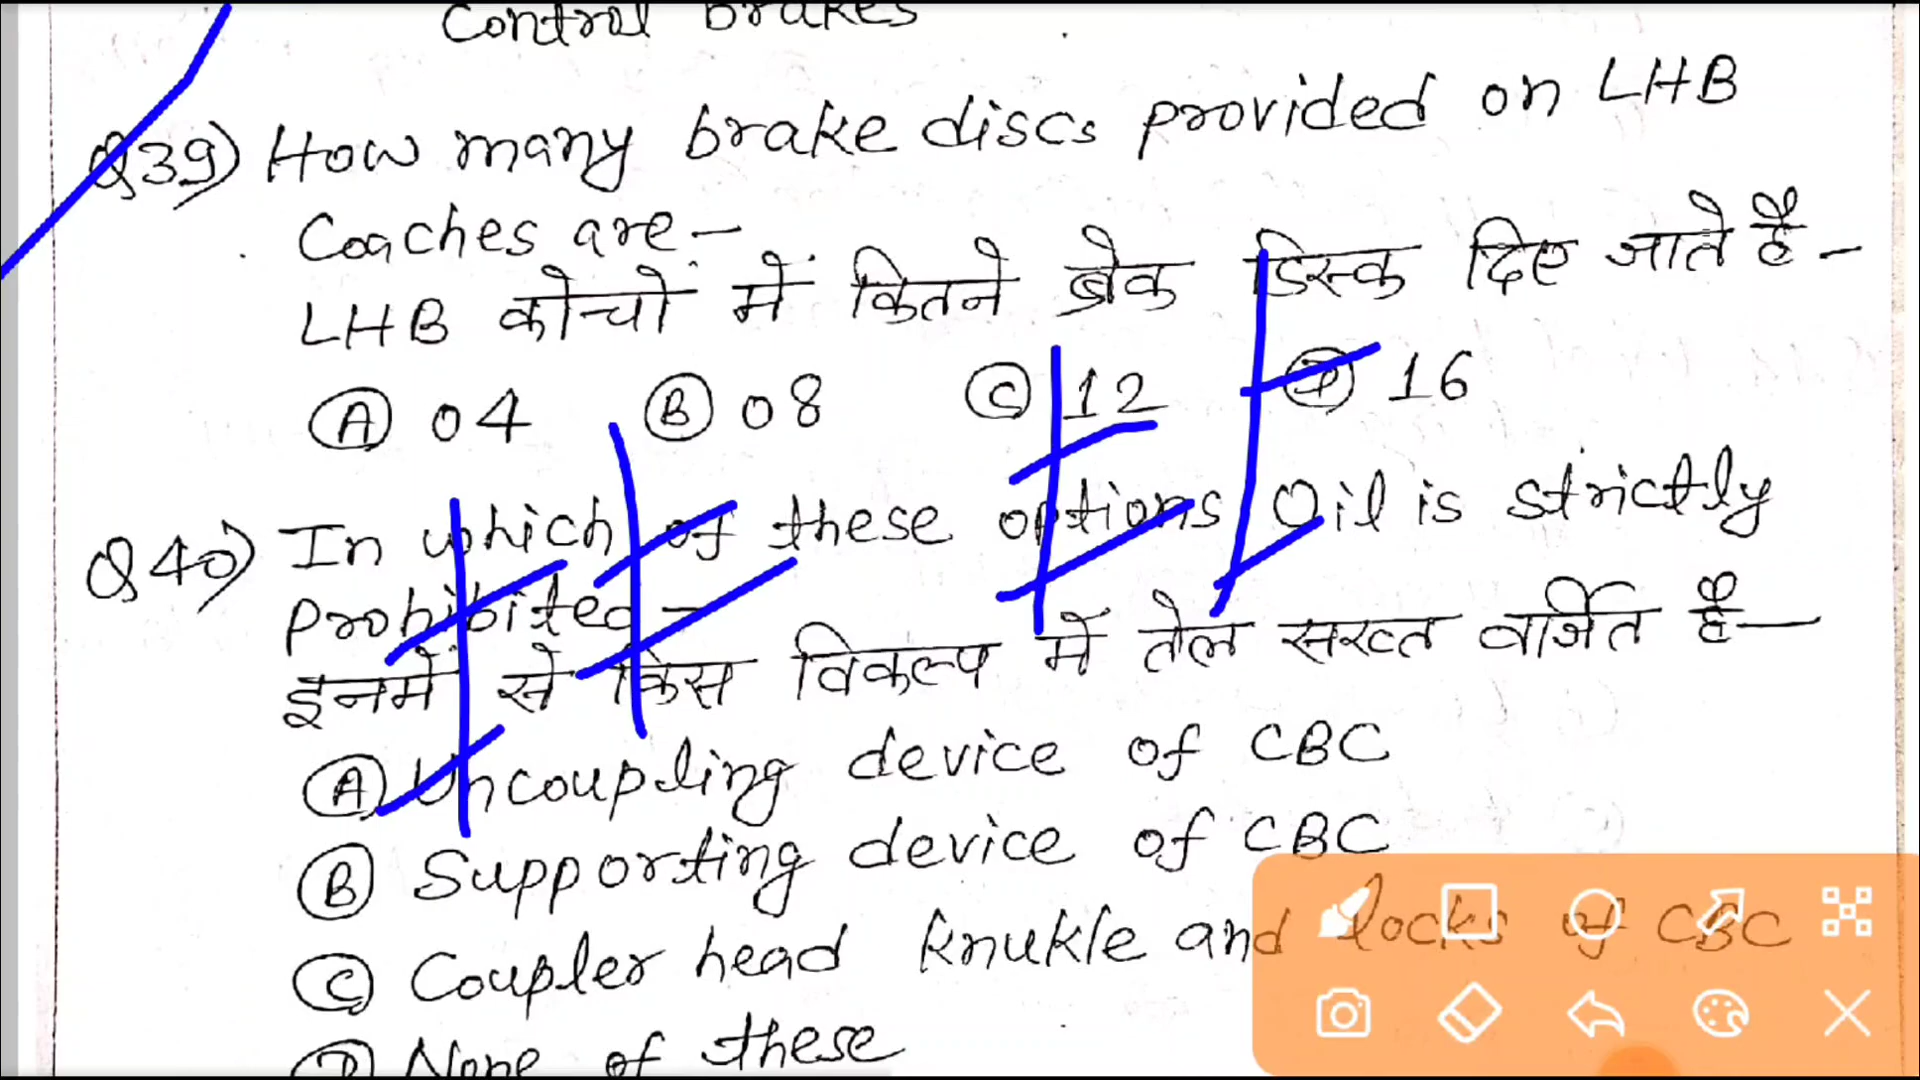 Control brakes
Q39) How many brake discs provided on LHB
Coaches are-
LHB कोचों में कितने ब्रेक डिस्क दिए जाते है -
(A) 04 (B) 08 (C) 12 (D) 16
Q40) In which of these options Oil is strictly
prohibited -
इनमें से किस विकल्प में तेल सख्त वर्जित है-
(A) Uncoupling device of CBC
(B) Supporting device of CBC
(C) Coupler head knukle and locks of CBC
(D) None of these